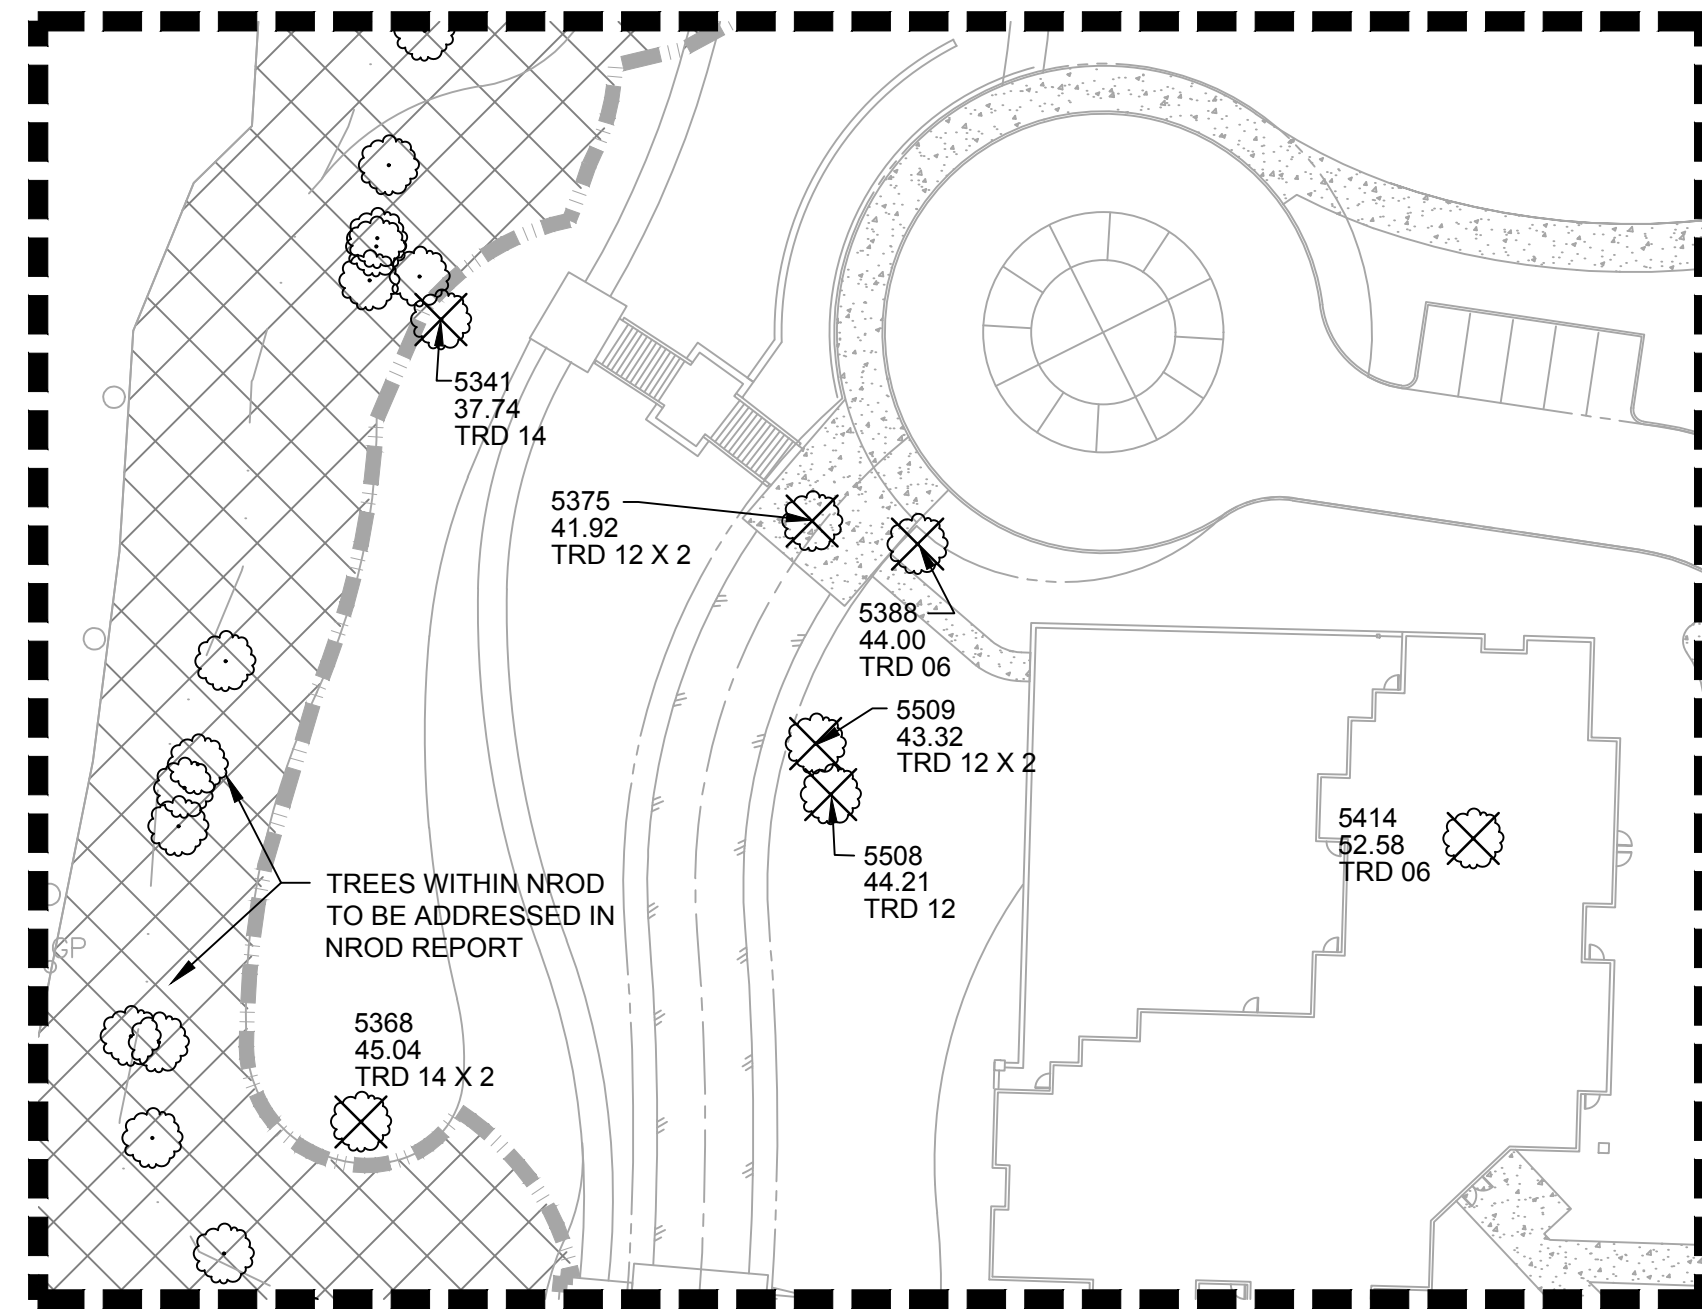 5341
37.74
TRD 14
5375
41.92
TRD 12 X 2
5388
44.00
TRD 06
5509
43.32
TRD 12 X 2
5508
44.21
TRD 12
5414
52.58
TRD 06
TREES WITHIN NROD
TO BE ADDRESSED IN
NROD REPORT
GP
5368
45.04
TRD 14 X 2